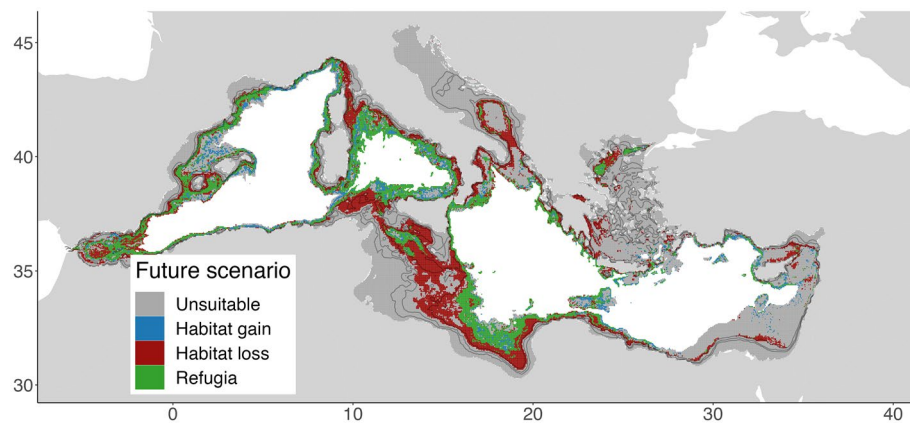 45
40
35
30
Future scenario
Unsuitable
Habitat gain
Habitat loss
Refugia
0
10
20
30
40